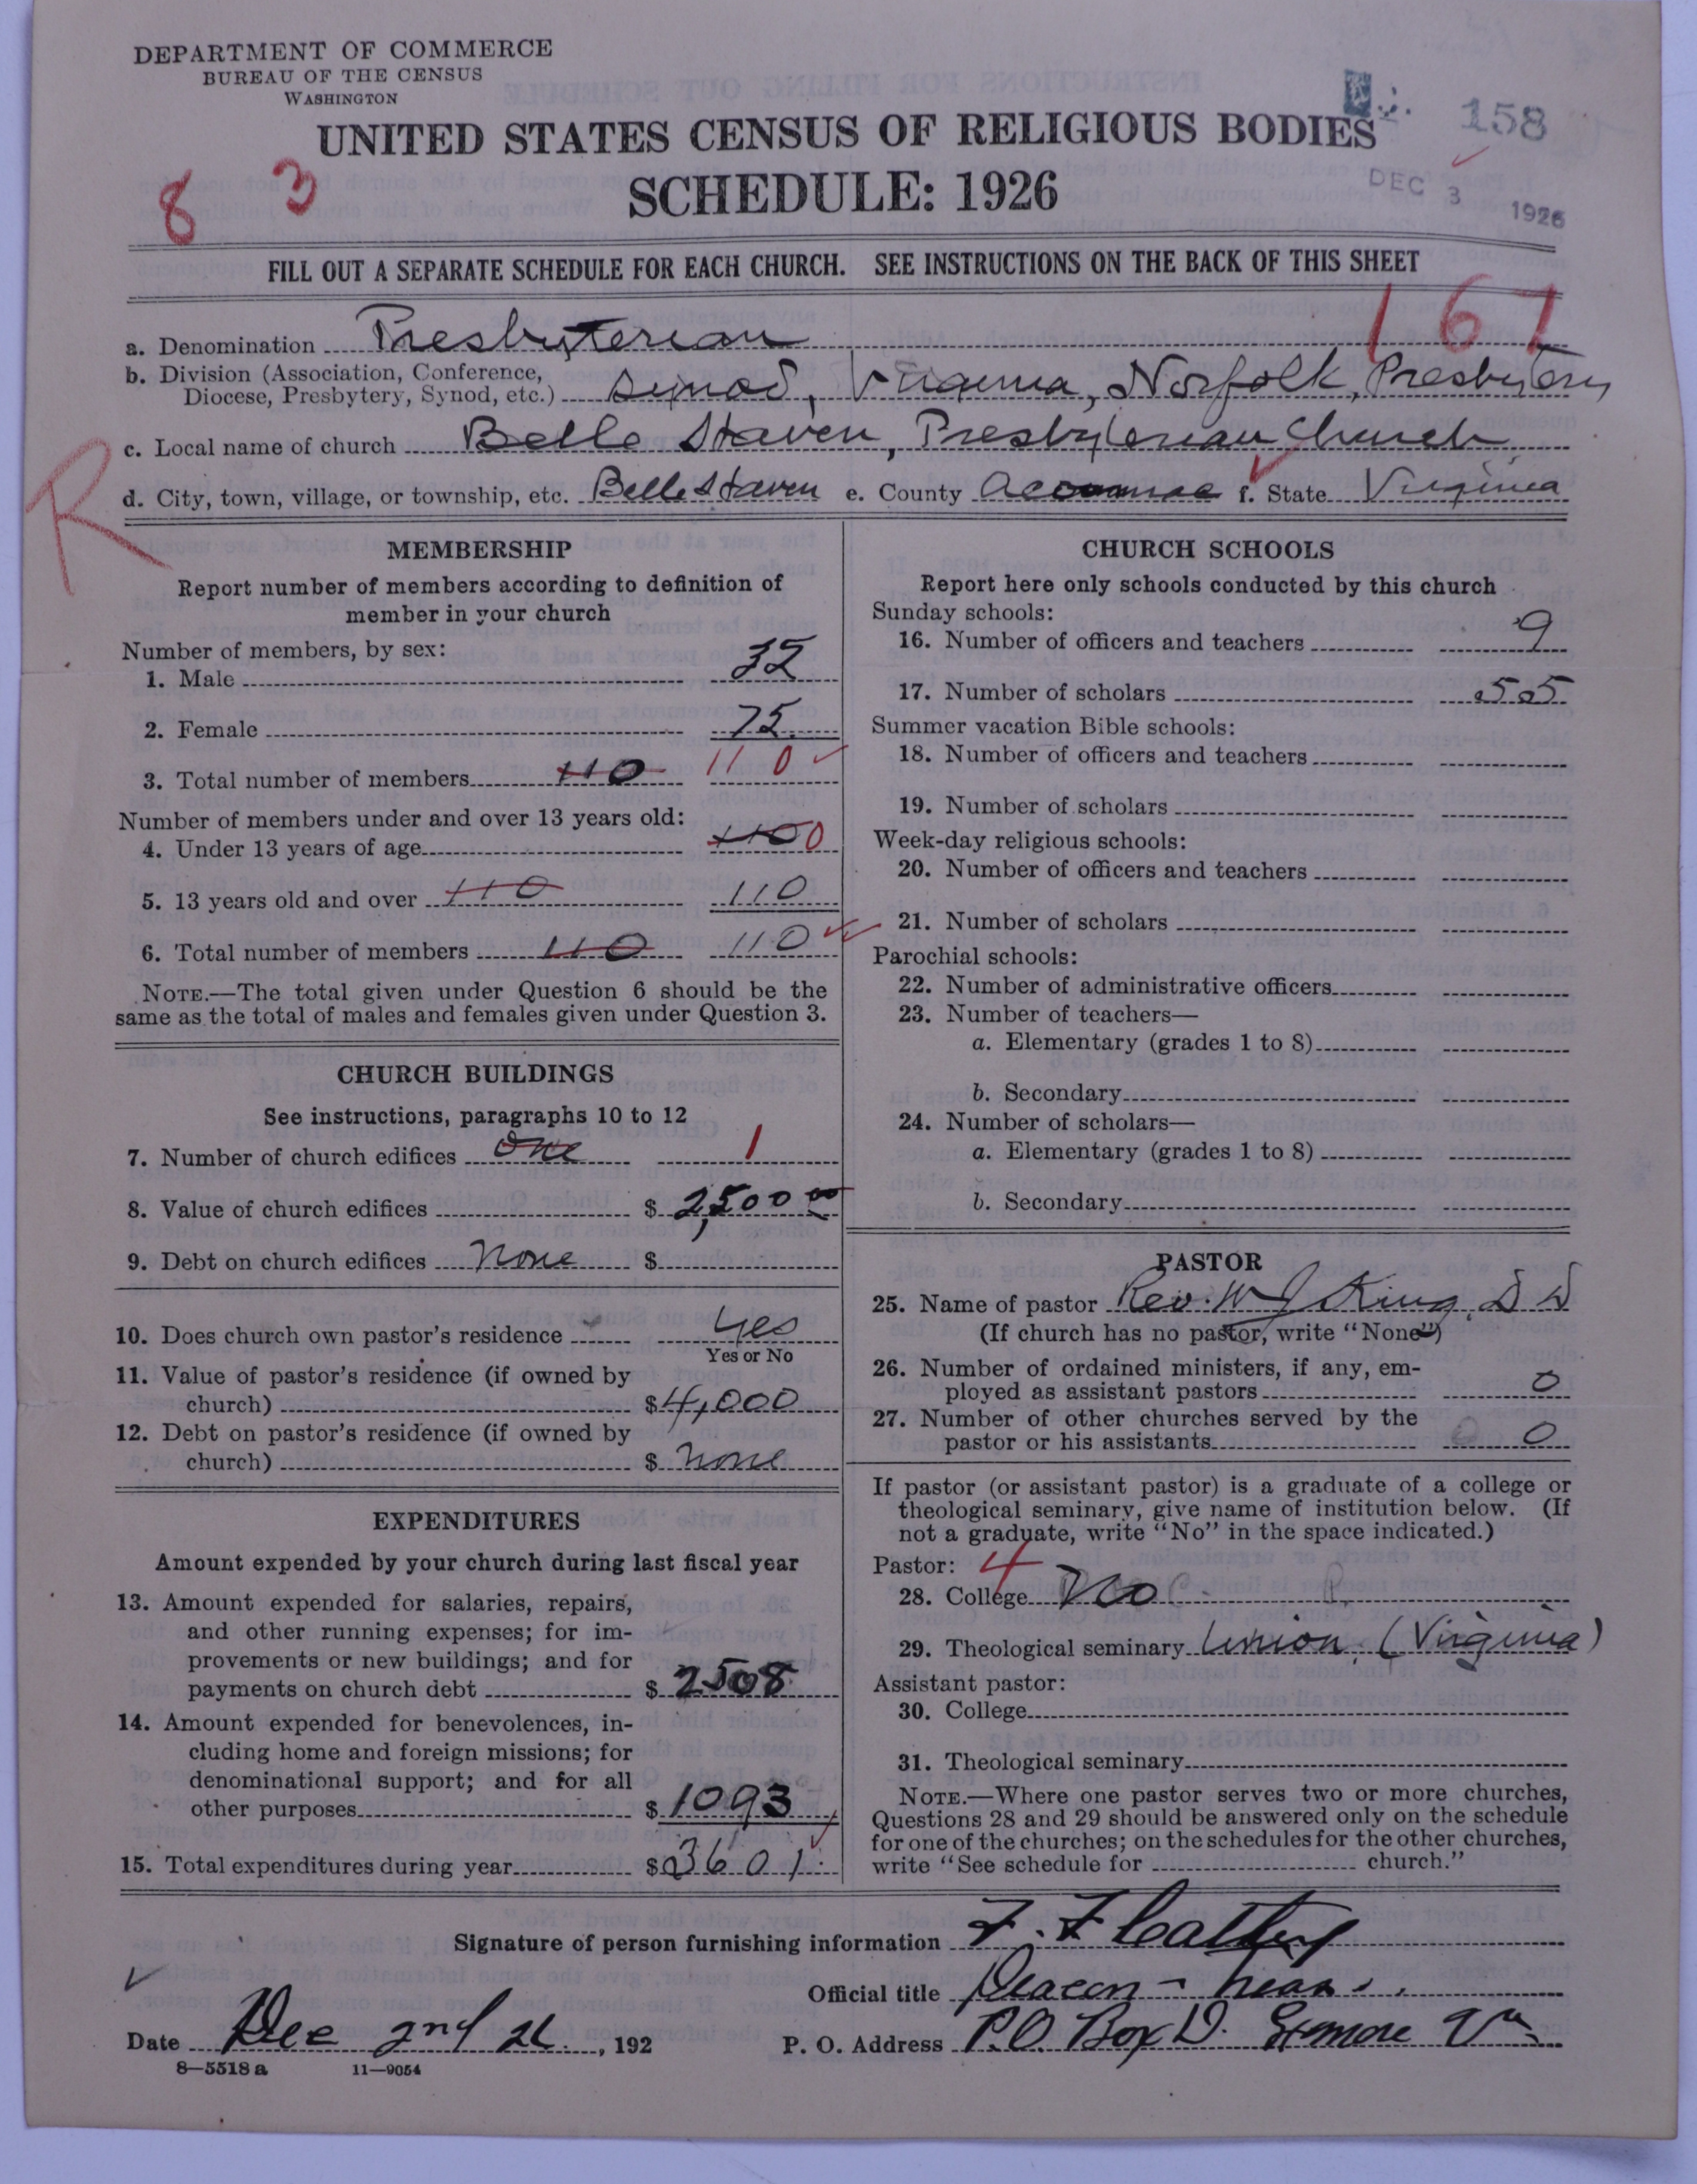 DEPARTMENT OF COMMERCE
BUREAU OF THE CENSUS
WASHINGTON
158
UNITED STATES CENSUS OF RELIGIOUS BODIES
8 3
SCHEDULE: 1926
DEC 3 1926
FILL OUT A SEPARATE SCHEDULE FOR EACH CHURCH. SEE INSTRUCTIONS ON THE BACK OF THIS SHEET
167
a. Denomination Presbyterian
b. Division (Association, Conference,
Diocese, Presbytery, Synod, etc.) Synod, Virginia, Norfolk, Presbytery
c. Local name of church Belle Haven, Presbyterian Church
R
d. City, town, village, or township, etc. Belle Haven e. County Accomac f. State Virginia
MEMBERSHIP
Report number of members according to definition of
member in your church
Number of members, by sex:
1. Male 35
2. Female 75
3. Total number of members 110 110
Number of members under and over 13 years old:
4. Under 13 years of age 0
5. 13 years old and over 110 110
6. Total number of members 110 110
NOTE.—The total given under Question 6 should be the
same as the total of males and females given under Question 3.
CHURCH BUILDINGS
See instructions, paragraphs 10 to 12
7. Number of church edifices one 1
8. Value of church edifices $ 2,500 00
9. Debt on church edifices none $
10. Does church own pastor's residence yes
Yes or No
11. Value of pastor's residence (if owned by
church) $ 4,000
12. Debt on pastor's residence (if owned by
church) $ none
EXPENDITURES
Amount expended by your church during last fiscal year
13. Amount expended for salaries, repairs,
and other running expenses; for im-
provements or new buildings; and for
payments on church debt $ 2508
14. Amount expended for benevolences, in-
cluding home and foreign missions; for
denominational support; and for all
other purposes $ 1093
15. Total expenditures during year $ 3601
CHURCH SCHOOLS
Report here only schools conducted by this church
Sunday schools:
16. Number of officers and teachers 9
17. Number of scholars 55
Summer vacation Bible schools:
18. Number of officers and teachers
19. Number of scholars
Week-day religious schools:
20. Number of officers and teachers
21. Number of scholars
Parochial schools:
22. Number of administrative officers
23. Number of teachers—
a. Elementary (grades 1 to 8)
b. Secondary
24. Number of scholars—
a. Elementary (grades 1 to 8)
b. Secondary
PASTOR
25. Name of pastor Rev. W J King D D
(If church has no pastor, write "None")
26. Number of ordained ministers, if any, em-
ployed as assistant pastors 0
27. Number of other churches served by the
pastor or his assistants 0
If pastor (or assistant pastor) is a graduate of a college or
theological seminary, give name of institution below. (If
not a graduate, write "No" in the space indicated.)
Pastor: 4
28. College No
29. Theological seminary Union (Virginia)
Assistant pastor:
30. College
31. Theological seminary
NOTE.—Where one pastor serves two or more churches,
Questions 28 and 29 should be answered only on the schedule
for one of the churches; on the schedules for the other churches,
write "See schedule for church."
Signature of person furnishing information
Official title Deacon - Treas.
Date Dec 2nd 26, 192 P. O. Address P.O. Box D. Exmore Va
8—5518 a 11—9054